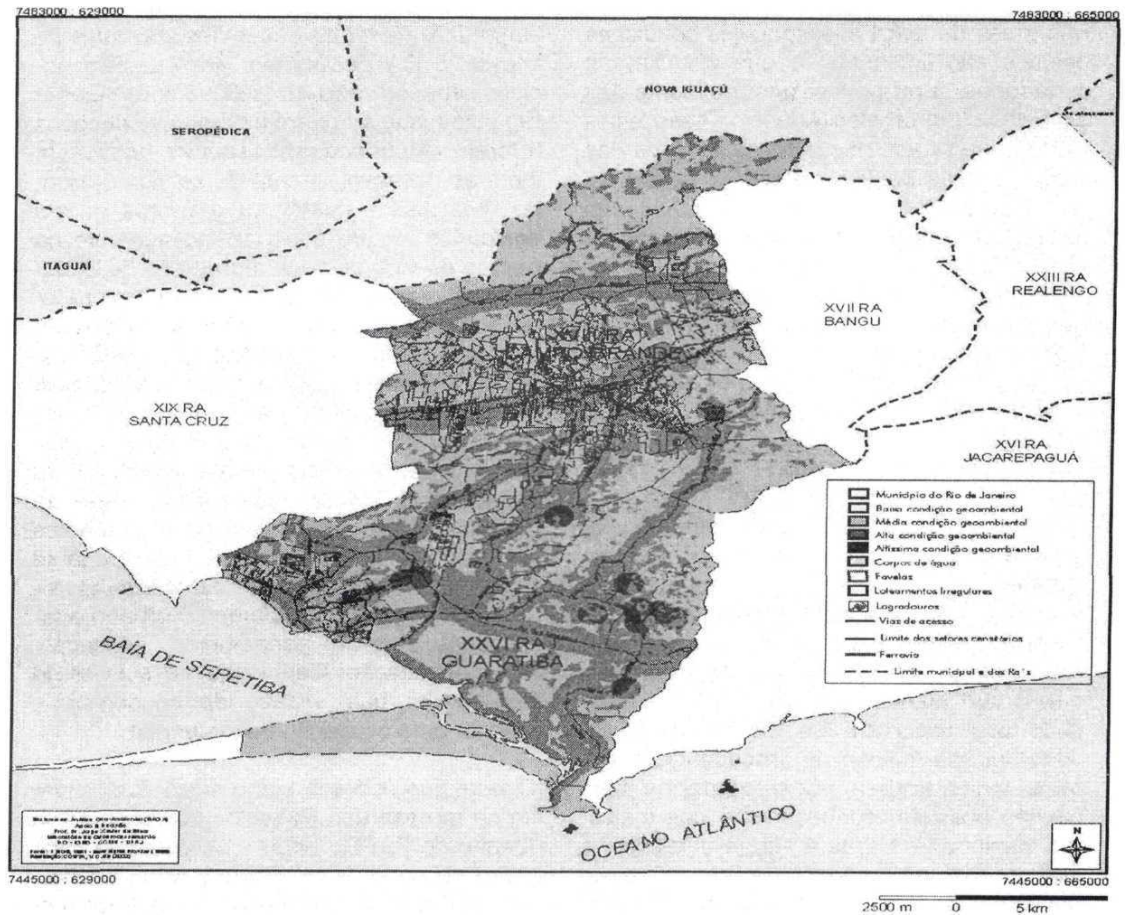 7483000 : 629000
7483000 : 665000
NOVA IGUAÇÚ
SEROPÉDICA
ITAGUAÍ
XXIII RA
REALENGO
XVII RA
BANGU
XVIII RA
CAMPO GRANDE
XIX RA
SANTA CRUZ
XVI RA
JACAREPAGUÁ
Município do Rio de Janeiro
Baixa condição geoambiental
Média condição geoambiental
Alta condição geoambiental
Altíssima condição geoambiental
Corpos de água
Favelas
Loteamentos Irregulares
Logradouros
Vias de acesso
Limite dos setores censitários
Ferrovia
Limite municipal e das Ra's
XXVI RA
GUARATIBA
BAÍA DE SEPETIBA
OCEANO ATLÂNTICO
N
7445000 : 629000
7445000 : 665000
2500 m 0 5 km